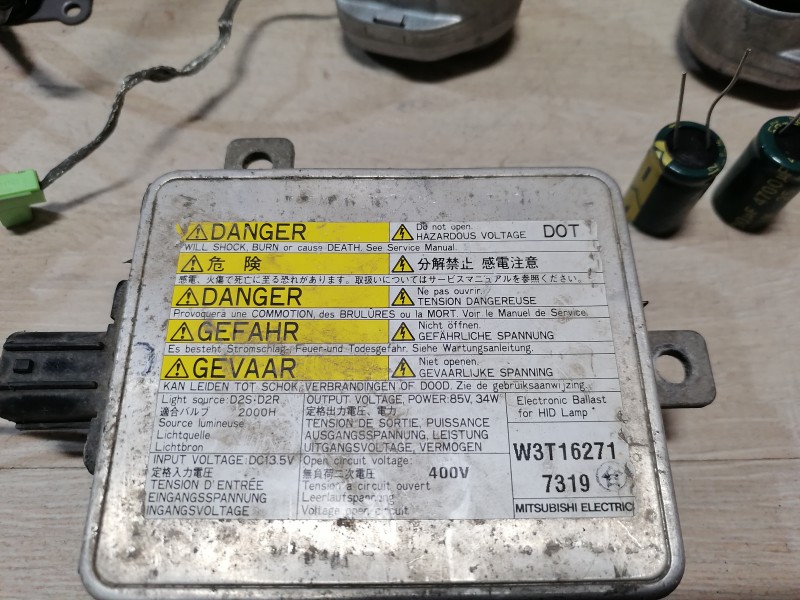 DANGER
Do not open.
HAZARDOUS VOLTAGE
DOT
WILL SHOCK, BURN or cause DEATH. See Service Manual.
危険
分解禁止 感電注意
感電、火傷で死亡に至る恐れがあります。取扱いについてはサービスマニュアルを参照ください。
DANGER
Ne pas ouvrir.
TENSION DANGEREUSE
Provoquera une COMMOTION, des BRULÚRES ou la MORT. Voir le Manuel de Service.
GEFAHR
Nicht öffnen.
GEFÄHRLICHE SPANNUNG
Es besteht Stromschlag-, Feuer-und Todesgefahr. Siehe Wartungsanleitung.
GEVAAR
Niet openen.
GEVAARLIJKE SPANNING
KAN LEIDEN TOT SCHOK, VERBRANDINGEN OF DOOD. Zie de gebruiksaanwijzing.
Light source: D2S·D2R
適合バルブ 2000H
Source lumineuse
Lichtquelle
Lichtbron
OUTPUT VOLTAGE, POWER: 85V, 34W
定格出力電圧、電力
TENSION DE SORTIE, PUISSANCE
AUSGANGSSPANNUNG, LEISTUNG
UITGANGSVOLTAGE, VERMOGEN
Electronic Ballast
for HID Lamp
INPUT VOLTAGE: DC13.5V
定格入力電圧
TENSION D'ENTRÉE
EINGANGSSPANNUNG
INGANGSVOLTAGE
Open circuit voltage:
無負荷二次電圧 400V
Tension à circuit ouvert
Leerlaufspannung
Voltage open circuit
W3T16271
7319
MITSUBISHI ELECTRIC
4700µF